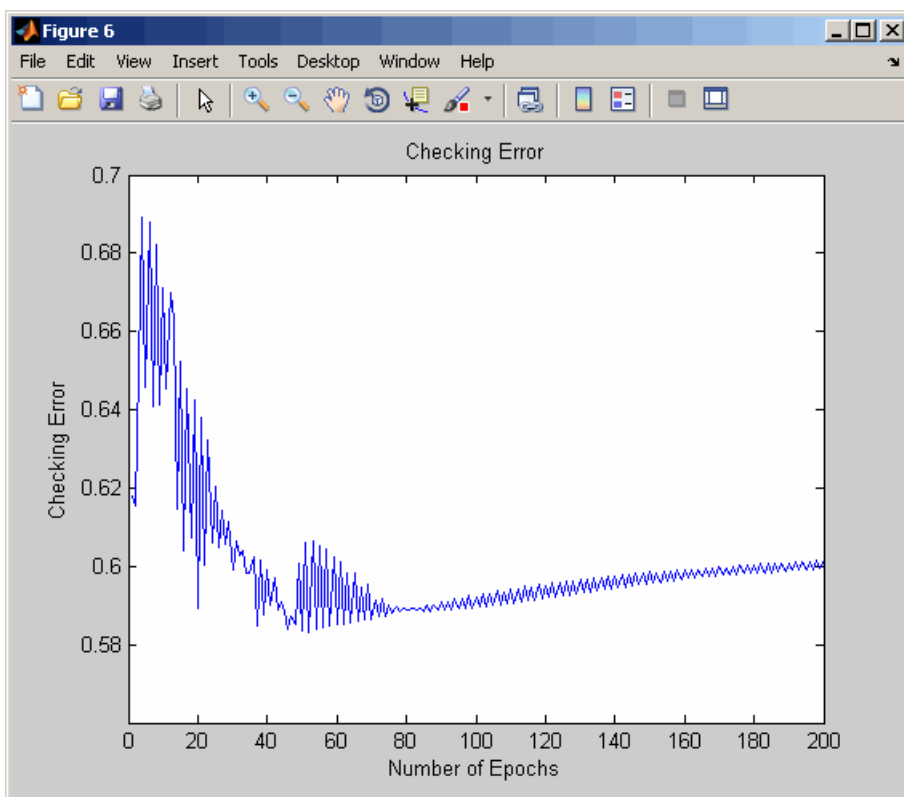 Figure 6
File Edit View Insert Tools Desktop Window Help
Checking Error
0.7
0.68
0.66
0.64
0.62
0.6
0.58
Checking Error
0 20 40 60 80 100 120 140 160 180 200
Number of Epochs